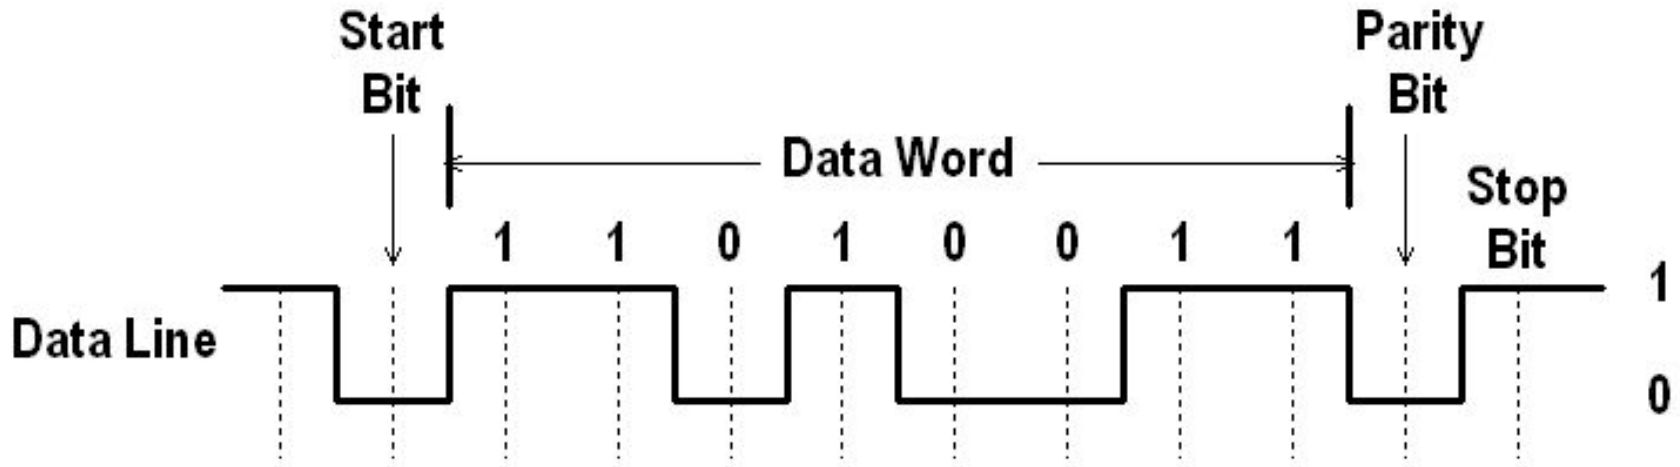 Start
Bit
Parity
Bit
Data Word
Stop
Bit
1 1 0 1 0 0 1 1
1
Data Line
0